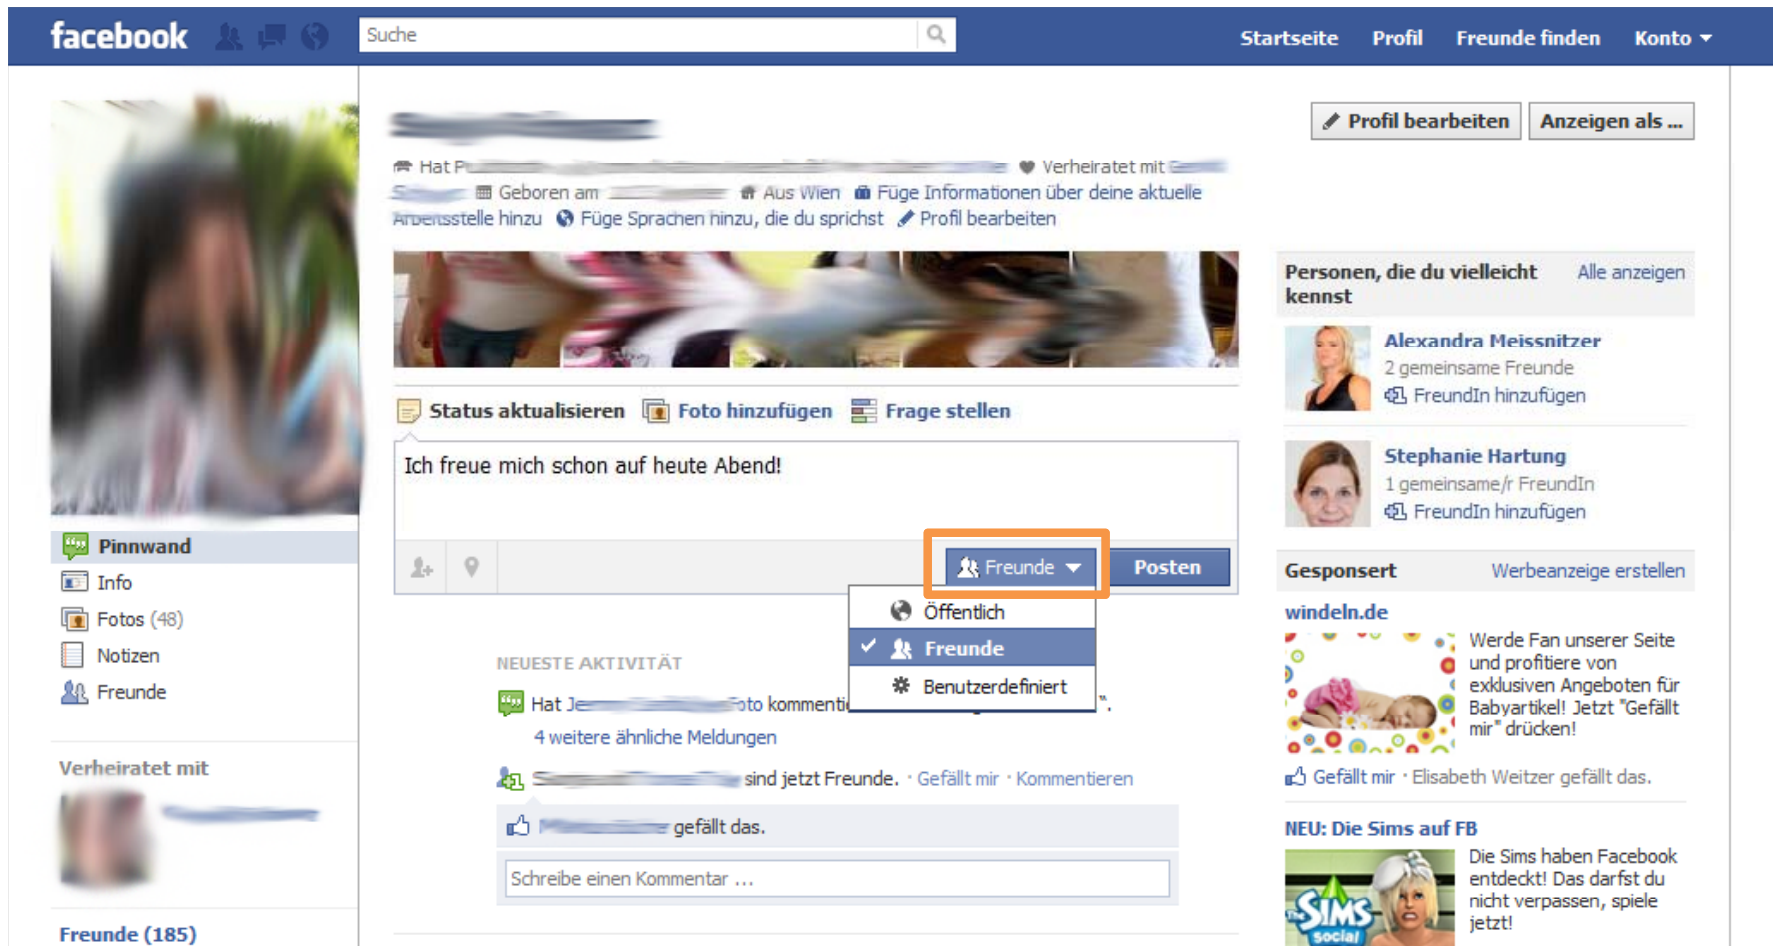 facebook
Suche
Startseite Profil Freunde finden Konto
Profil bearbeiten Anzeigen als ...
Hat Verheiratet mit
Geboren am Aus Wien Füge Informationen über deine aktuelle
Arbeitsstelle hinzu Füge Sprachen hinzu, die du sprichst Profil bearbeiten
Status aktualisieren Foto hinzufügen Frage stellen
Ich freue mich schon auf heute Abend!
Freunde Posten
Öffentlich
Freunde
Benutzerdefiniert
NEUESTE AKTIVITÄT
Hat Foto kommentie ".
4 weitere ähnliche Meldungen
sind jetzt Freunde. · Gefällt mir · Kommentieren
gefällt das.
Schreibe einen Kommentar ...
Pinnwand
Info
Fotos (48)
Notizen
Freunde
Verheiratet mit
Freunde (185)
Personen, die du vielleicht Alle anzeigen
kennst
Alexandra Meissnitzer
2 gemeinsame Freunde
FreundIn hinzufügen
Stephanie Hartung
1 gemeinsame/r FreundIn
FreundIn hinzufügen
Gesponsert Werbeanzeige erstellen
windeln.de
Werde Fan unserer Seite
und profitiere von
exklusiven Angeboten für
Babyartikel! Jetzt "Gefällt
mir" drücken!
Gefällt mir · Elisabeth Weitzer gefällt das.
NEU: Die Sims auf FB
Die Sims haben Facebook
entdeckt! Das darfst du
nicht verpassen, spiele
jetzt!
The SIMS
social